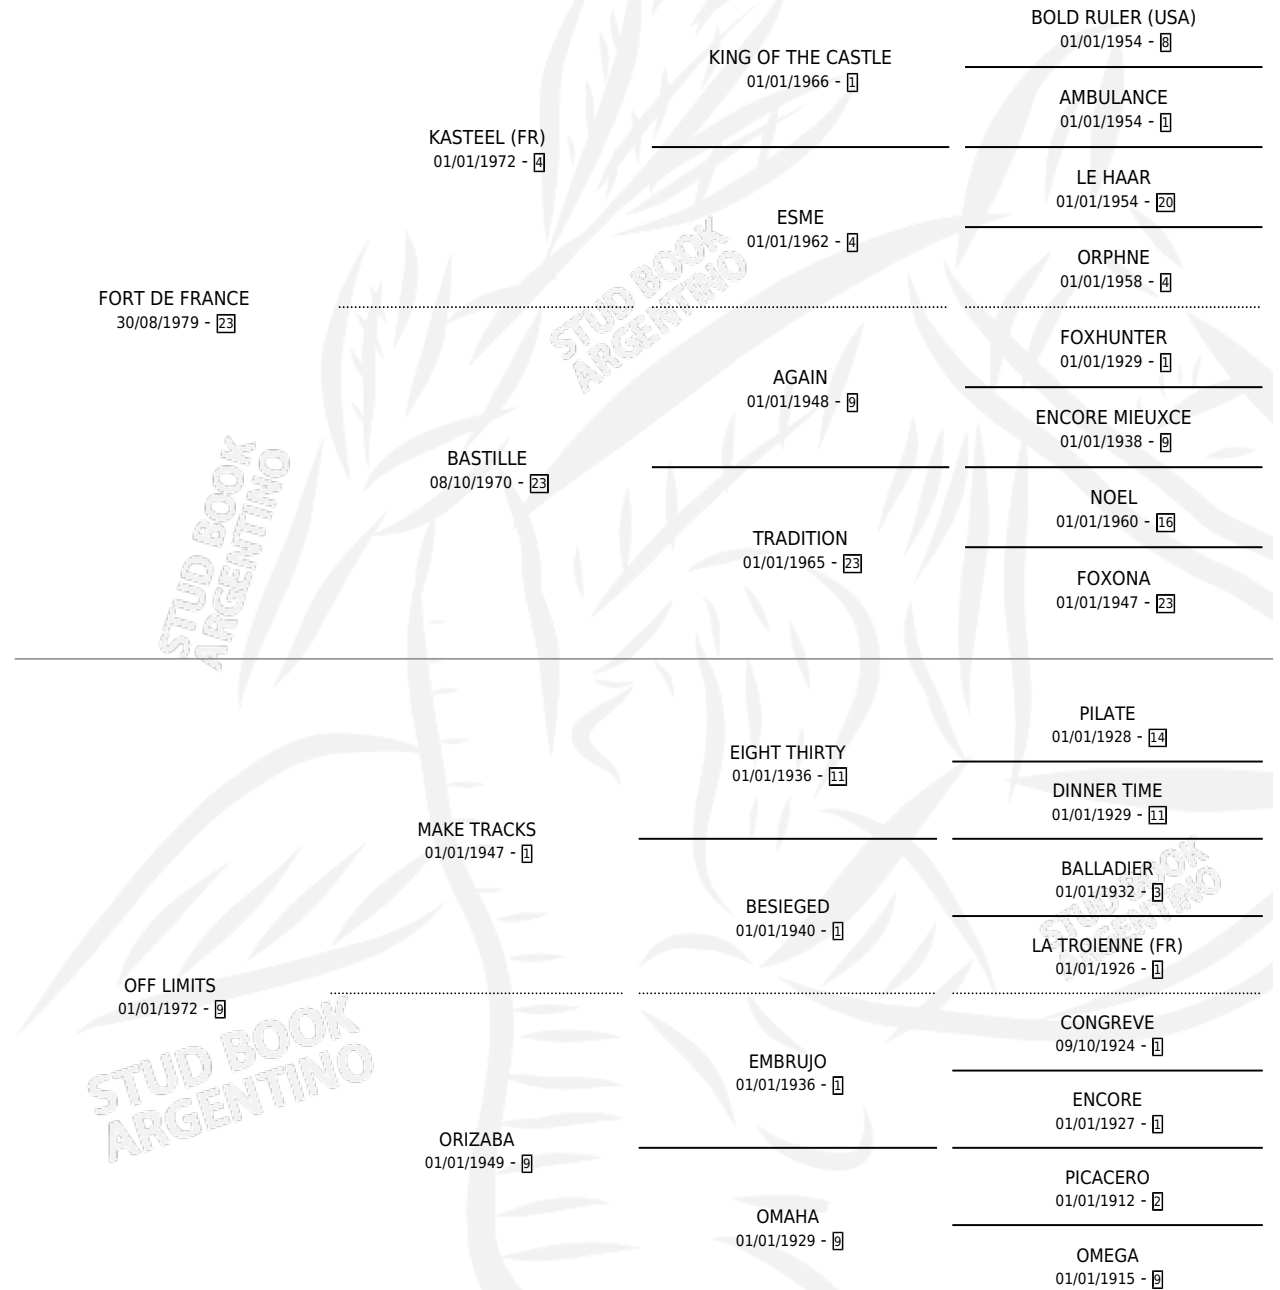 BOLD RULER (USA)
01/01/1954 - 8
KING OF THE CASTLE
01/01/1966 - 1
AMBULANCE
01/01/1954 - 1
KASTEEL (FR)
01/01/1972 - 4
LE HAAR
01/01/1954 - 20
ESME
01/01/1962 - 4
ORPHNE
01/01/1958 - 4
FORT DE FRANCE
30/08/1979 - 23
FOXHUNTER
01/01/1929 - 1
AGAIN
01/01/1948 - 9
ENCORE MIEUXCE
01/01/1938 - 9
BASTILLE
08/10/1970 - 23
NOEL
01/01/1960 - 16
TRADITION
01/01/1965 - 23
FOXONA
01/01/1947 - 23
PILATE
01/01/1928 - 14
EIGHT THIRTY
01/01/1936 - 11
DINNER TIME
01/01/1929 - 11
MAKE TRACKS
01/01/1947 - 1
BALLADIER
01/01/1932 - 3
BESIEGED
01/01/1940 - 1
LA TROIENNE (FR)
01/01/1926 - 1
OFF LIMITS
01/01/1972 - 9
CONGREVE
09/10/1924 - 1
EMBRUJO
01/01/1936 - 1
ENCORE
01/01/1927 - 1
ORIZABA
01/01/1949 - 9
PICACERO
01/01/1912 - 2
OMAHA
01/01/1929 - 9
OMEGA
01/01/1915 - 9
STUD BOOK
ARGENTINO
STUD BOOK
ARGENTINO
STUD BOOK
ARGENTINO
STUD BOOK
ARGENTINO